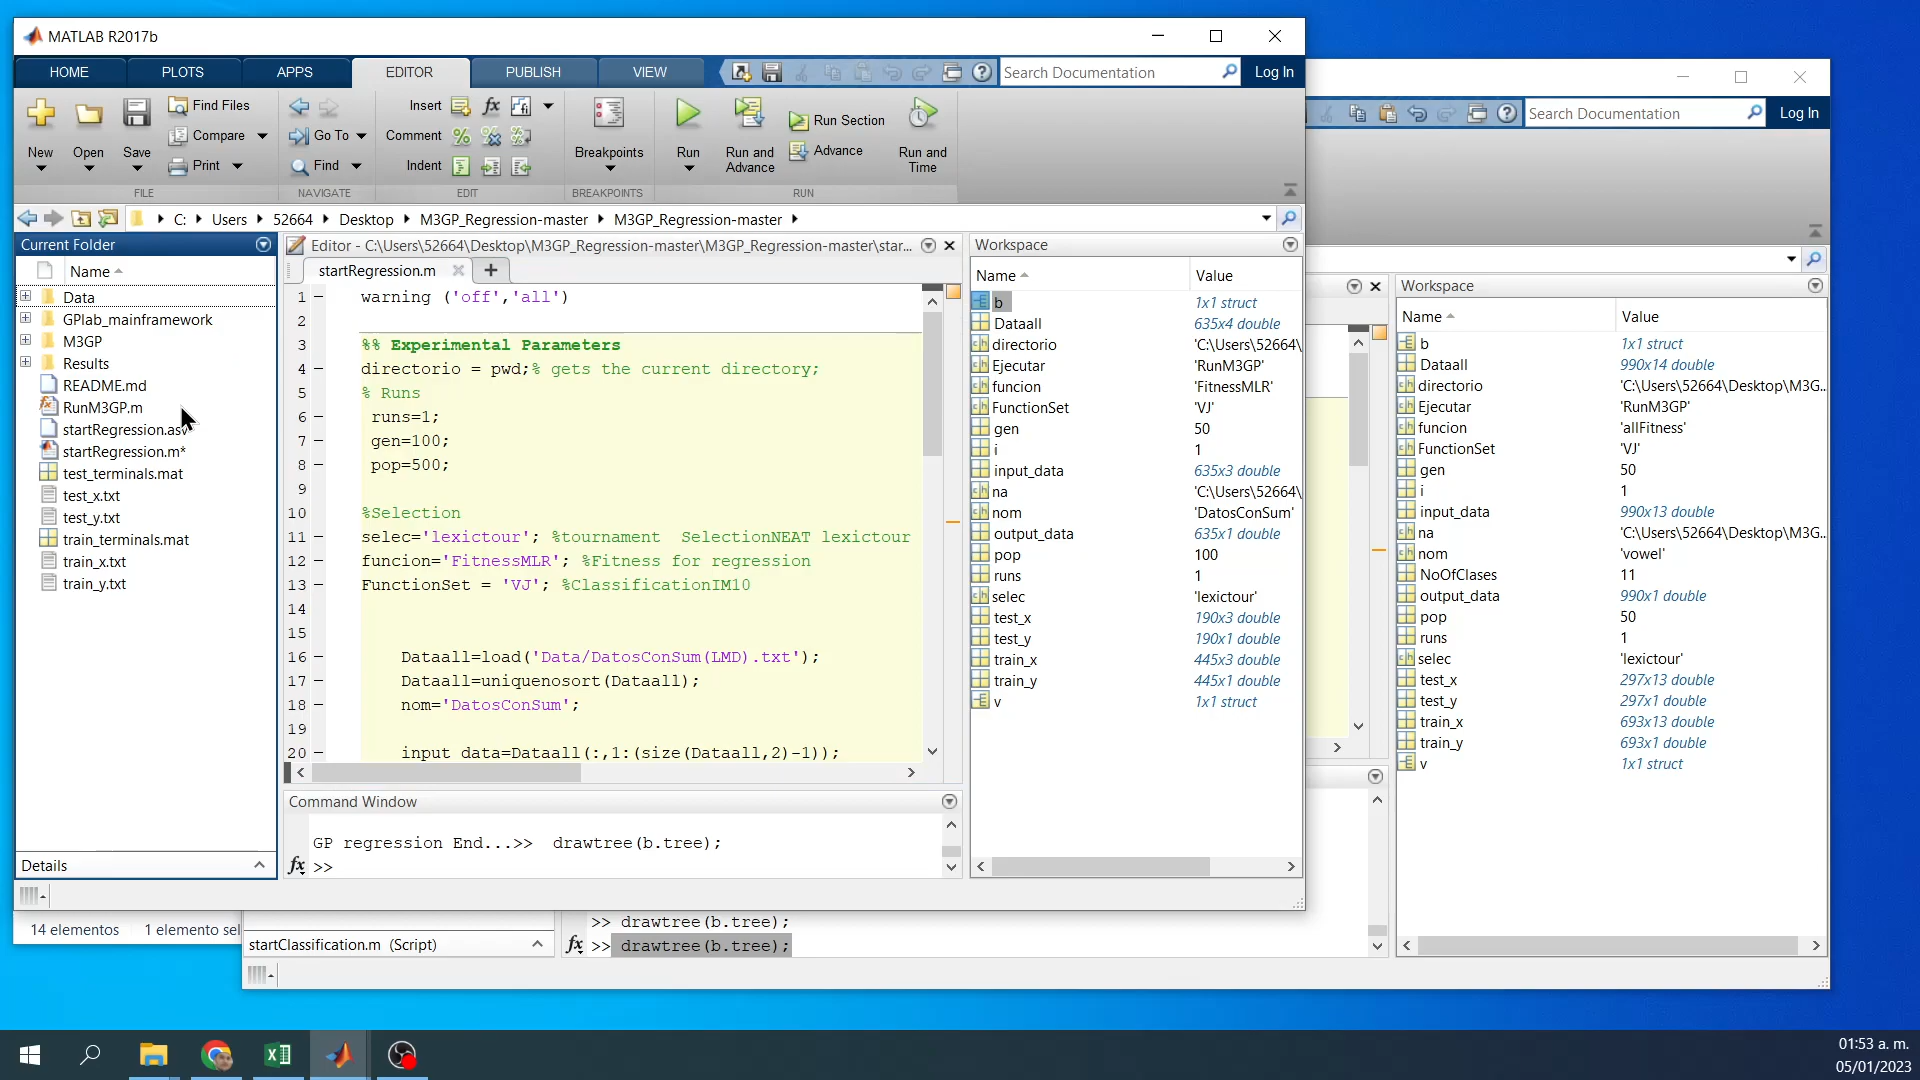 MATLAB R2017b
HOME PLOTS APPS EDITOR PUBLISH VIEW Search Documentation Log In
New Open Save Find Files Compare Print
FILE
Go To Find
NAVIGATE
Insert fx
Comment
Indent
EDIT
Breakpoints
BREAKPOINTS
Run Run and Advance Run Section Advance Run and Time
RUN
C: Users 52664 Desktop M3GP_Regression-master M3GP_Regression-master
Current Folder
Name
Data
GPlab_mainframework
M3GP
Results
README.md
RunM3GP.m
startRegression.asv
startRegression.m*
test_terminals.mat
test_x.txt
test_y.txt
train_terminals.mat
train_x.txt
train_y.txt
Details
Editor - C:\Users\52664\Desktop\M3GP_Regression-master\M3GP_Regression-master\star...
startRegression.m
1 warning ('off','all')
2
3 %% Experimental Parameters
4 directorio = pwd;% gets the current directory;
5 % Runs
6 runs=1;
7 gen=100;
8 pop=500;
9
10 %Selection
11 selec='lexictour'; %tournament SelectionNEAT lexictour
12 funcion='FitnessMLR'; %Fitness for regression
13 FunctionSet = 'VJ'; %ClassificationIM10
14
15
16 Dataall=load('Data/DatosConSum(LMD).txt');
17 Dataall=uniquenosort(Dataall);
18 nom='DatosConSum';
19
20 input data=Dataall(:,1:(size(Dataall,2)-1));
Command Window
GP regression End...>> drawtree(b.tree);
fx >>
Workspace
Name Value
b 1x1 struct
Dataall 635x4 double
directorio 'C:\Users\52664\
Ejecutar 'RunM3GP'
funcion 'FitnessMLR'
FunctionSet 'VJ'
gen 50
i 1
input_data 635x3 double
na 'C:\Users\52664\
nom 'DatosConSum'
output_data 635x1 double
pop 100
runs 1
selec 'lexictour'
test_x 190x3 double
test_y 190x1 double
train_x 445x3 double
train_y 445x1 double
v 1x1 struct
Search Documentation Log In
Workspace
Name Value
b 1x1 struct
Dataall 990x14 double
directorio 'C:\Users\52664\Desktop\M3G...
Ejecutar 'RunM3GP'
funcion 'allFitness'
FunctionSet 'VJ'
gen 50
i 1
input_data 990x13 double
na 'C:\Users\52664\Desktop\M3G...
nom 'vowel'
NoOfClases 11
output_data 990x1 double
pop 50
runs 1
selec 'lexictour'
test_x 297x13 double
test_y 297x1 double
train_x 693x13 double
train_y 693x1 double
v 1x1 struct
14 elementos 1 elemento sel
startClassification.m (Script)
>> drawtree(b.tree);
fx >> drawtree(b.tree);
01:53 a. m.
05/01/2023